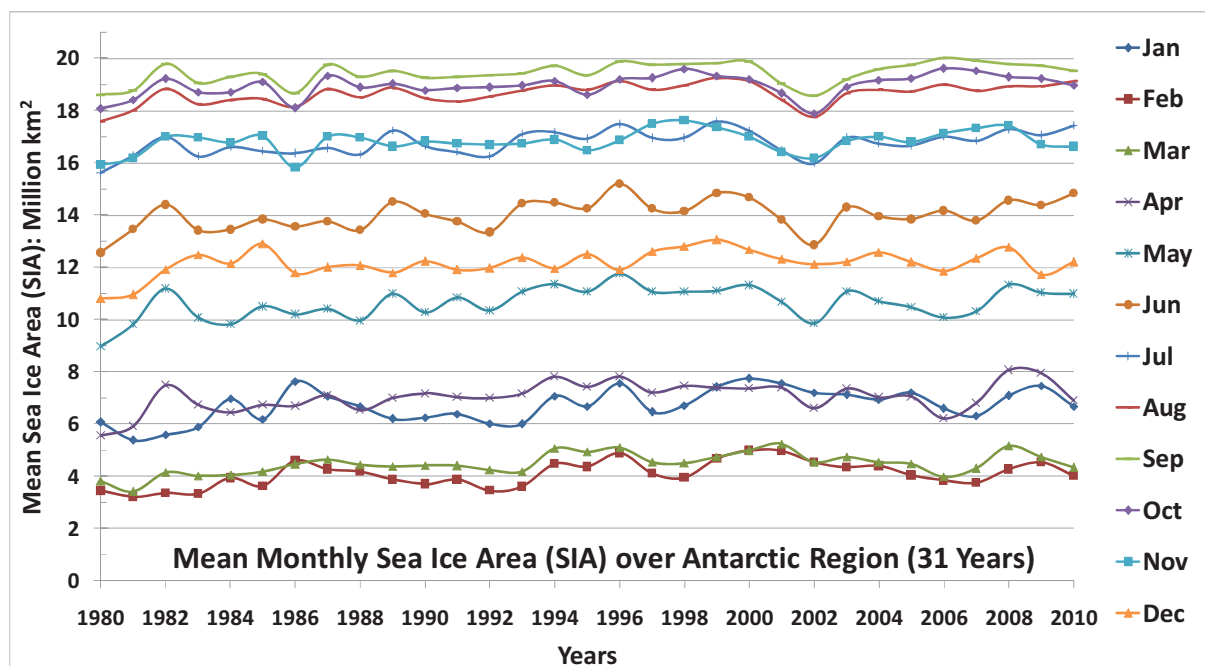 Mean Sea Ice Area (SIA): Million km²
20
18
16
14
12
10
8
6
4
2
0
Mean Monthly Sea Ice Area (SIA) over Antarctic Region (31 Years)
1980 1982 1984 1986 1988 1990 1992 1994 1996 1998 2000 2002 2004 2006 2008 2010
Years
Jan
Feb
Mar
Apr
May
Jun
Jul
Aug
Sep
Oct
Nov
Dec